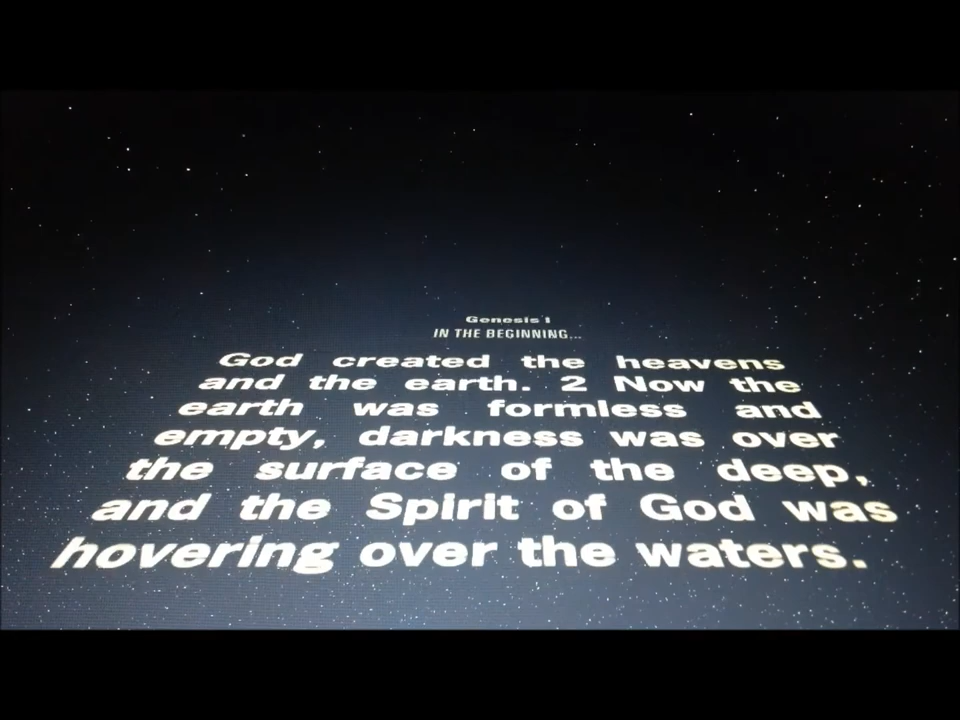 Genesis 1
IN THE BEGINNING...
God created the heavens
and the earth. 2 Now the
earth was formless and
empty, darkness was over
the surface of the deep,
and the Spirit of God was
hovering over the waters.